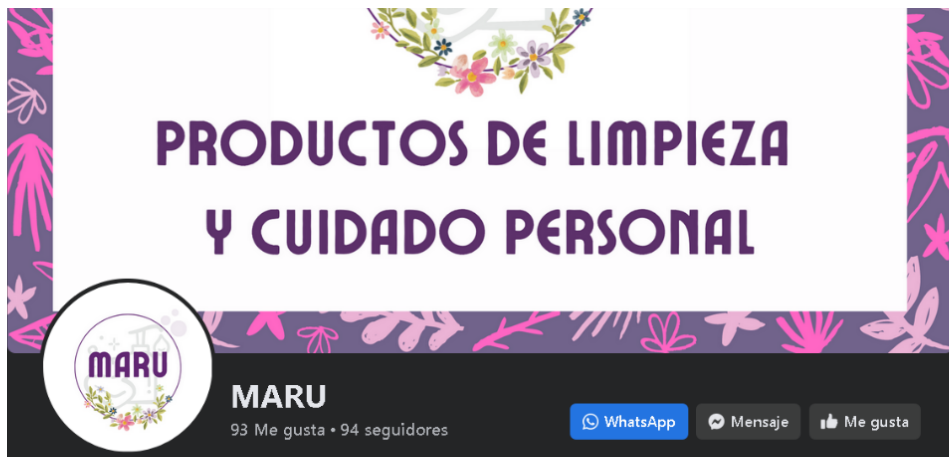 PRODUCTOS DE LIMPIEZA
Y CUIDADO PERSONAL
MARU
MARU
93 Me gusta • 94 seguidores
WhatsApp
Mensaje
Me gusta